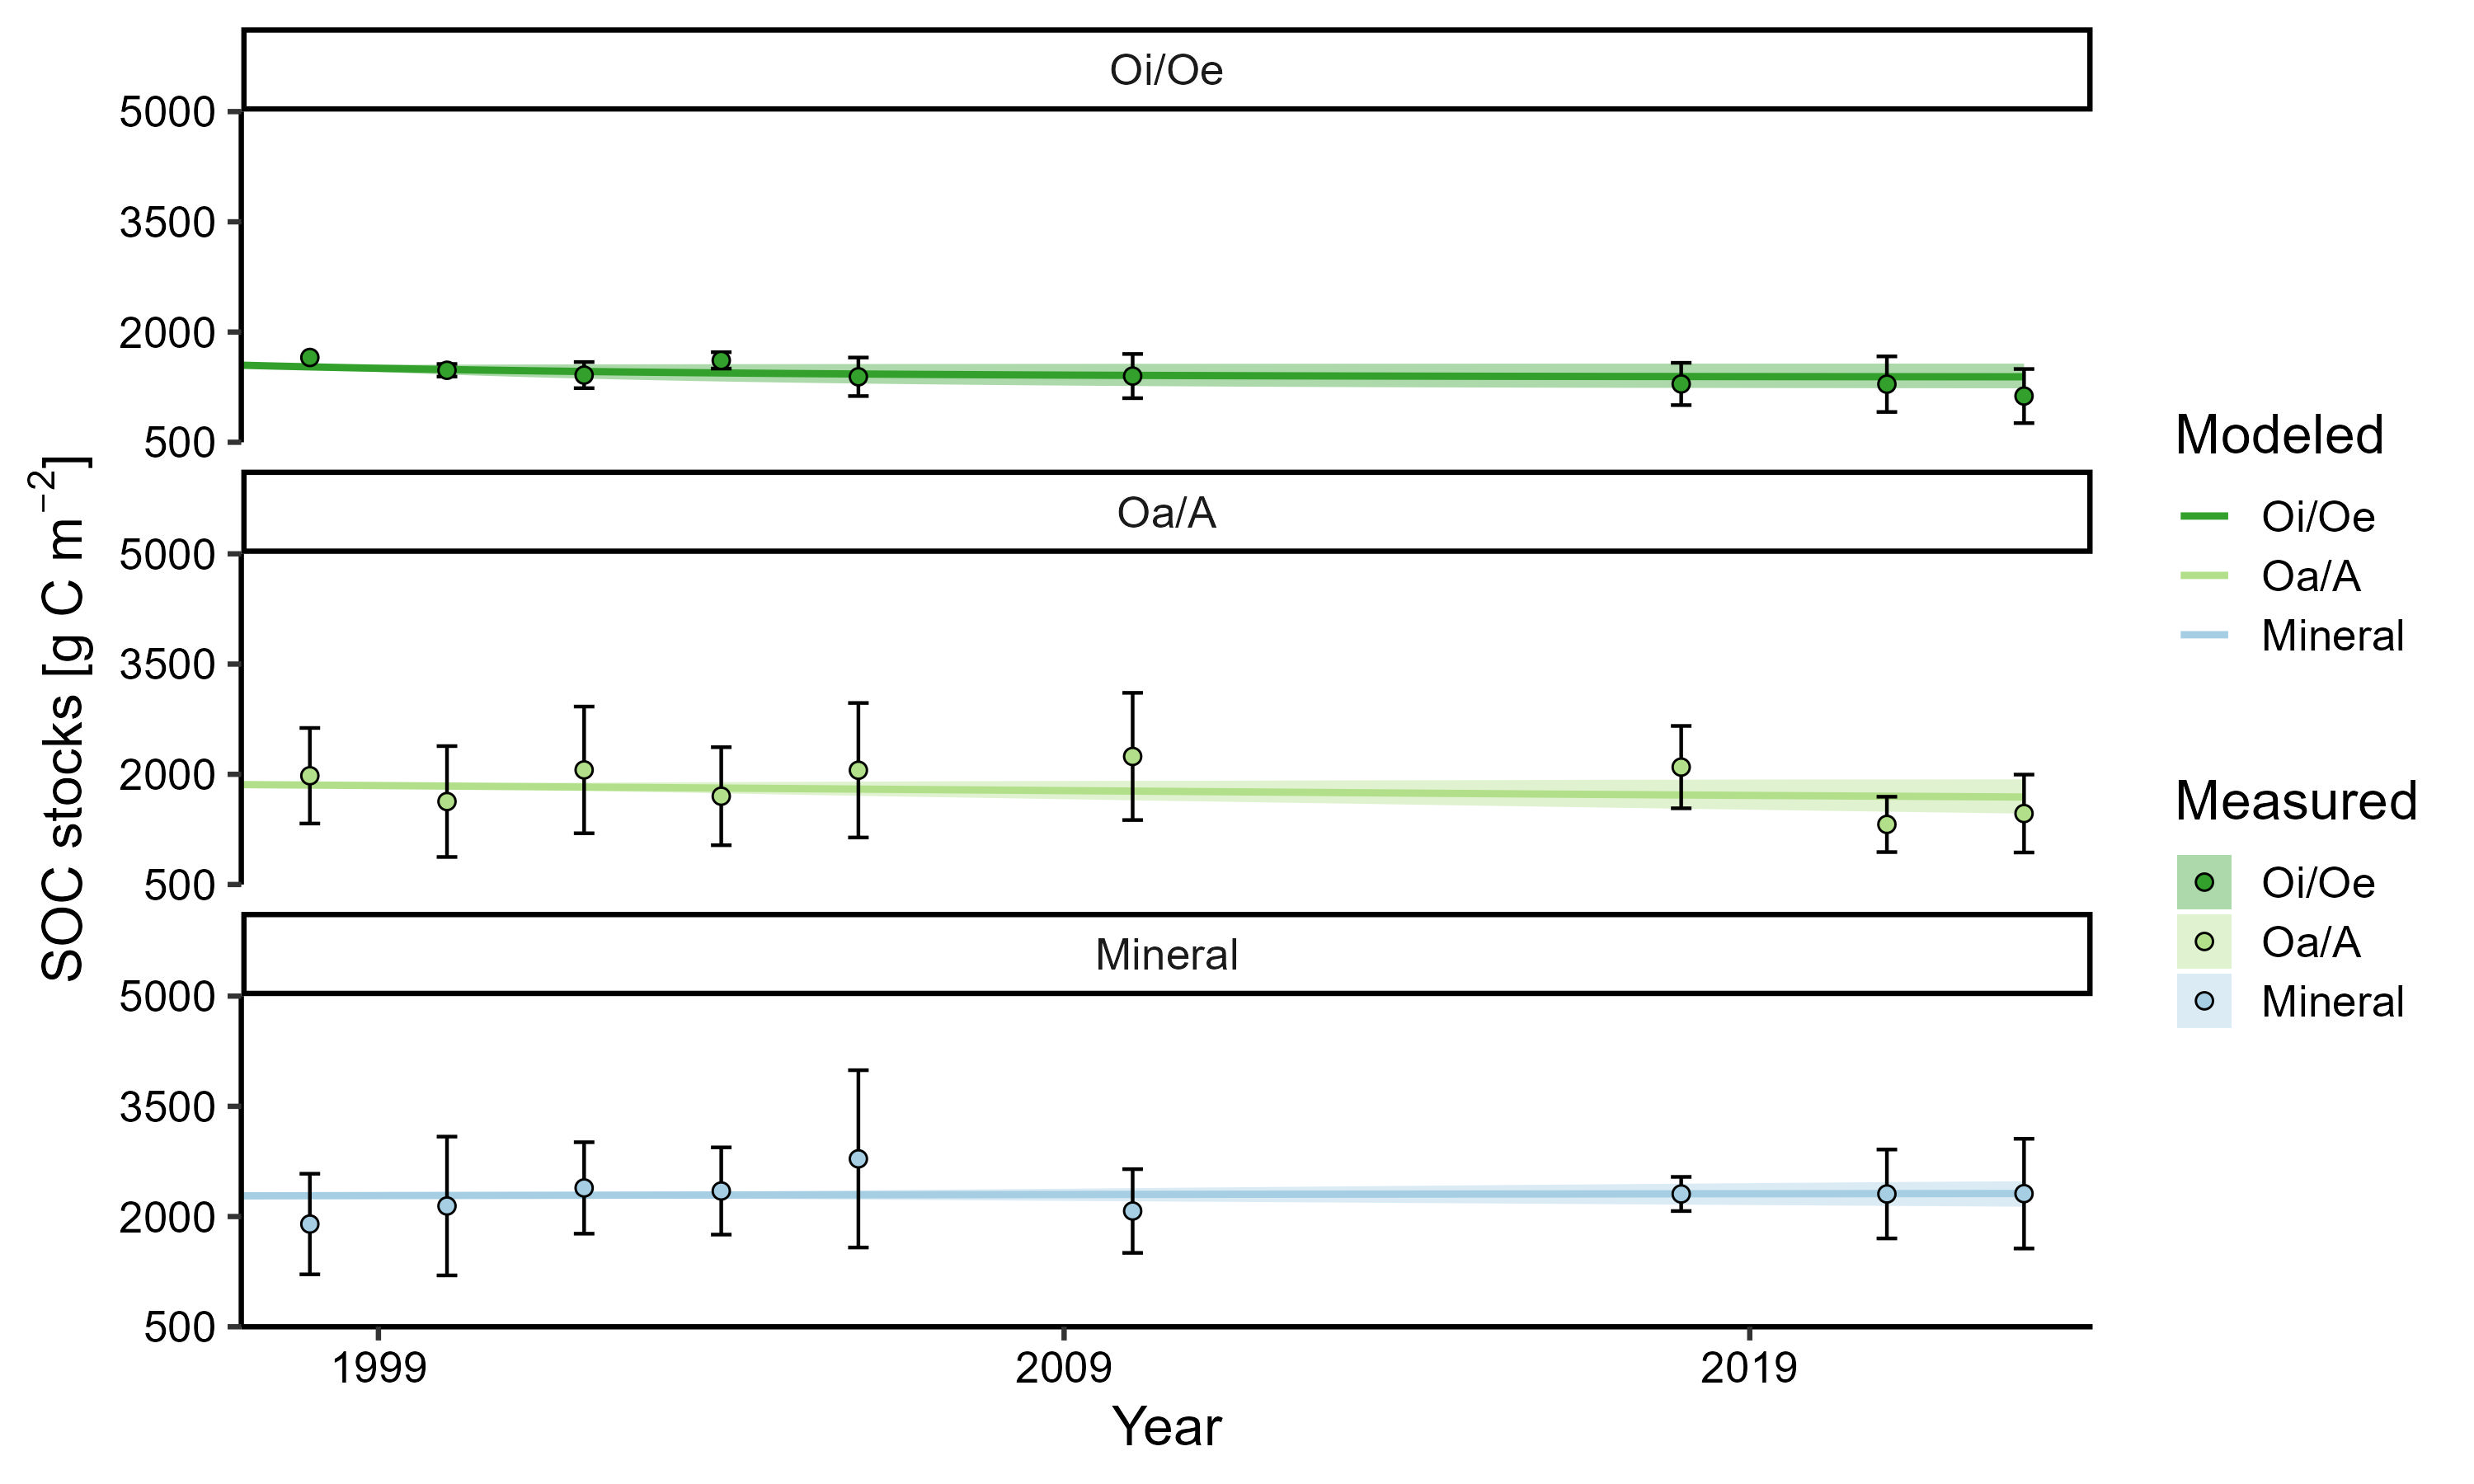 Oi/Oe
5000
3500
2000
500
Oa/A
5000
3500
2000
500
Mineral
5000
3500
2000
500
1999 2009 2019
Year
SOC stocks [g C m⁻²]
Modeled
Oi/Oe
Oa/A
Mineral
Measured
Oi/Oe
Oa/A
Mineral